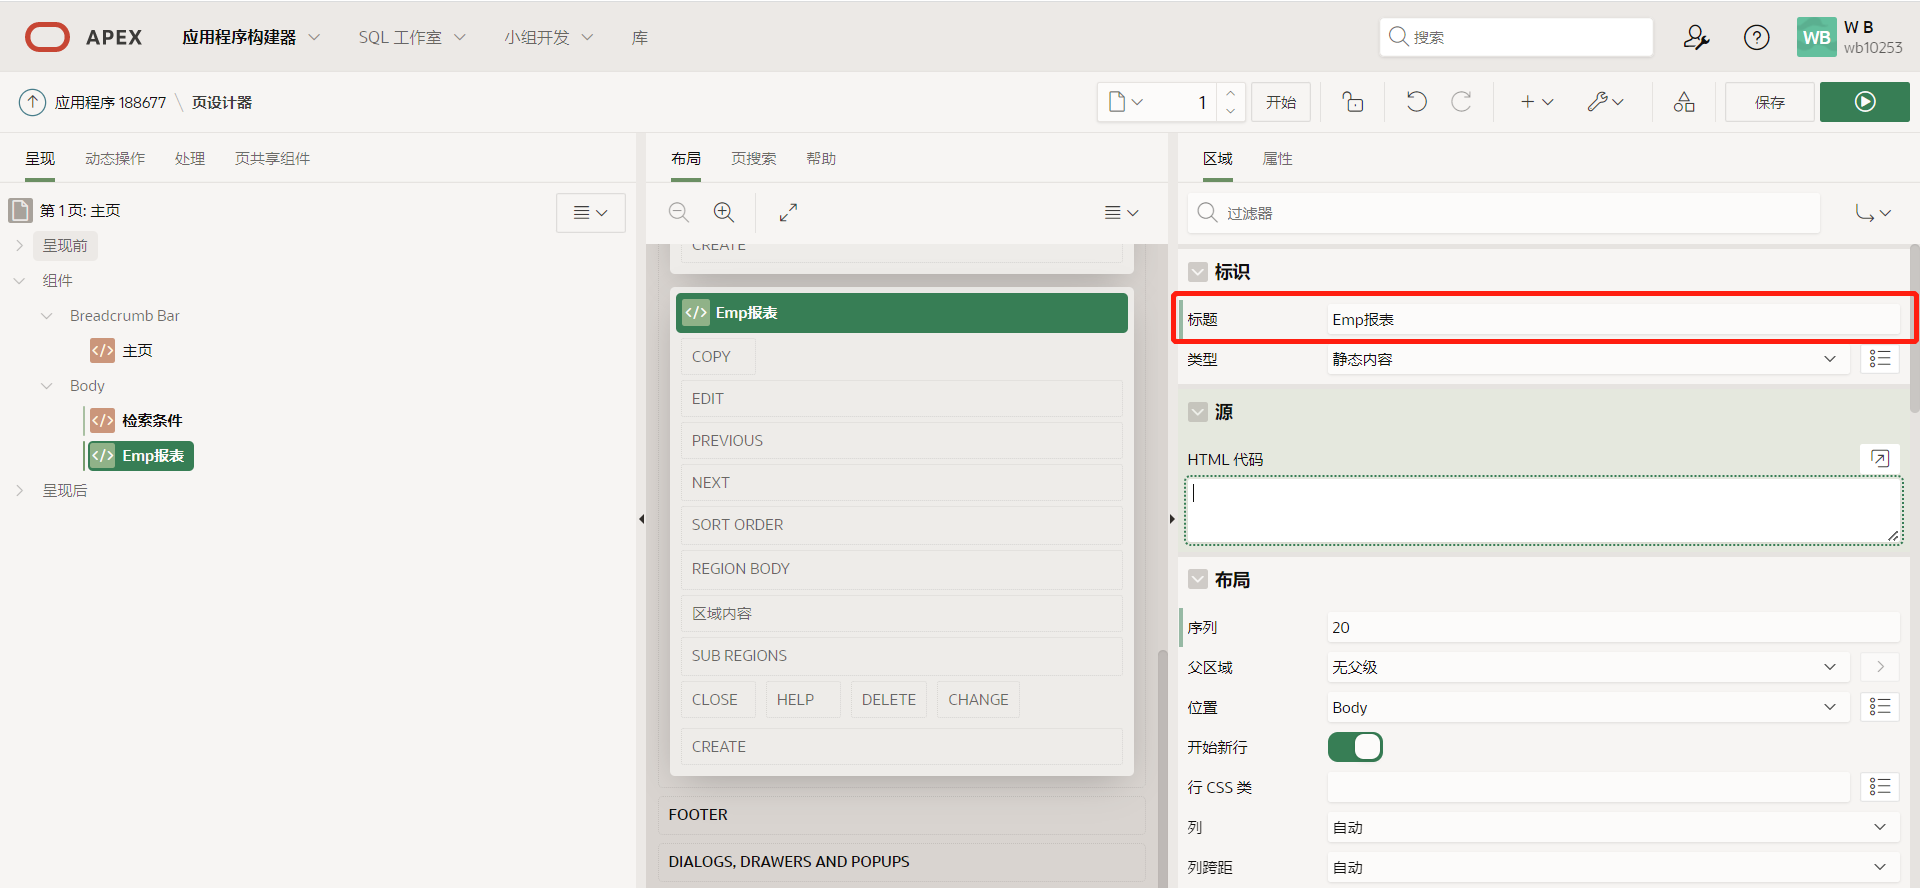 APEX 应用程序构建器 SQL 工作室 小组开发 库 搜索 WB W B
wb10253
应用程序 188677 \ 页设计器 1 开始 保存
呈现 动态操作 处理 页共享组件
第 1 页: 主页
呈现前
组件
Breadcrumb Bar
主页
Body
检索条件
Emp报表
呈现后
布局 页搜索 帮助
CREATE
Emp报表
COPY
EDIT
PREVIOUS
NEXT
SORT ORDER
REGION BODY
区域内容
SUB REGIONS
CLOSE HELP DELETE CHANGE
CREATE
FOOTER
DIALOGS, DRAWERS AND POPUPS
区域 属性
过滤器
标识
标题 Emp报表
类型 静态内容
源
HTML 代码
布局
序列 20
父区域 无父级
位置 Body
开始新行
行 CSS 类
列 自动
列跨距 自动